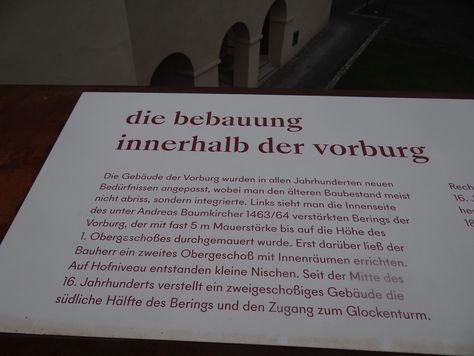 die bebauung
innerhalb der vorburg
Die Gebäude der Vorburg wurden in allen Jahrhunderten neuen
Bedürfnissen angepasst, wobei man den älteren Baubestand meist
nicht abriss, sondern integrierte. Links sieht man die Innenseite
des unter Andreas Baumkircher 1463/64 verstärkten Berings der
Vorburg, der mit fast 5 m Mauerstärke bis auf die Höhe des
1. Obergeschoßes durchgemauert wurde. Erst darüber ließ der
Bauherr ein zweites Obergeschoß mit Innenräumen errichten.
Auf Hofniveau entstanden kleine Nischen. Seit der Mitte des
16. Jahrhunderts verstellt ein zweigeschoßiges Gebäude die
südliche Hälfte des Berings und den Zugang zum Glockenturm.
Rech
16.
her
18